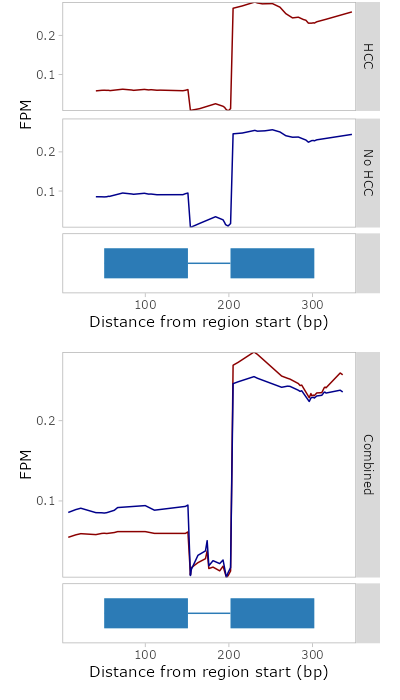 0.2
0.1
HCC
FPM
0.2
0.1
No HCC
100 200 300
Distance from region start (bp)
0.2
0.1
FPM
Combined
100 200 300
Distance from region start (bp)